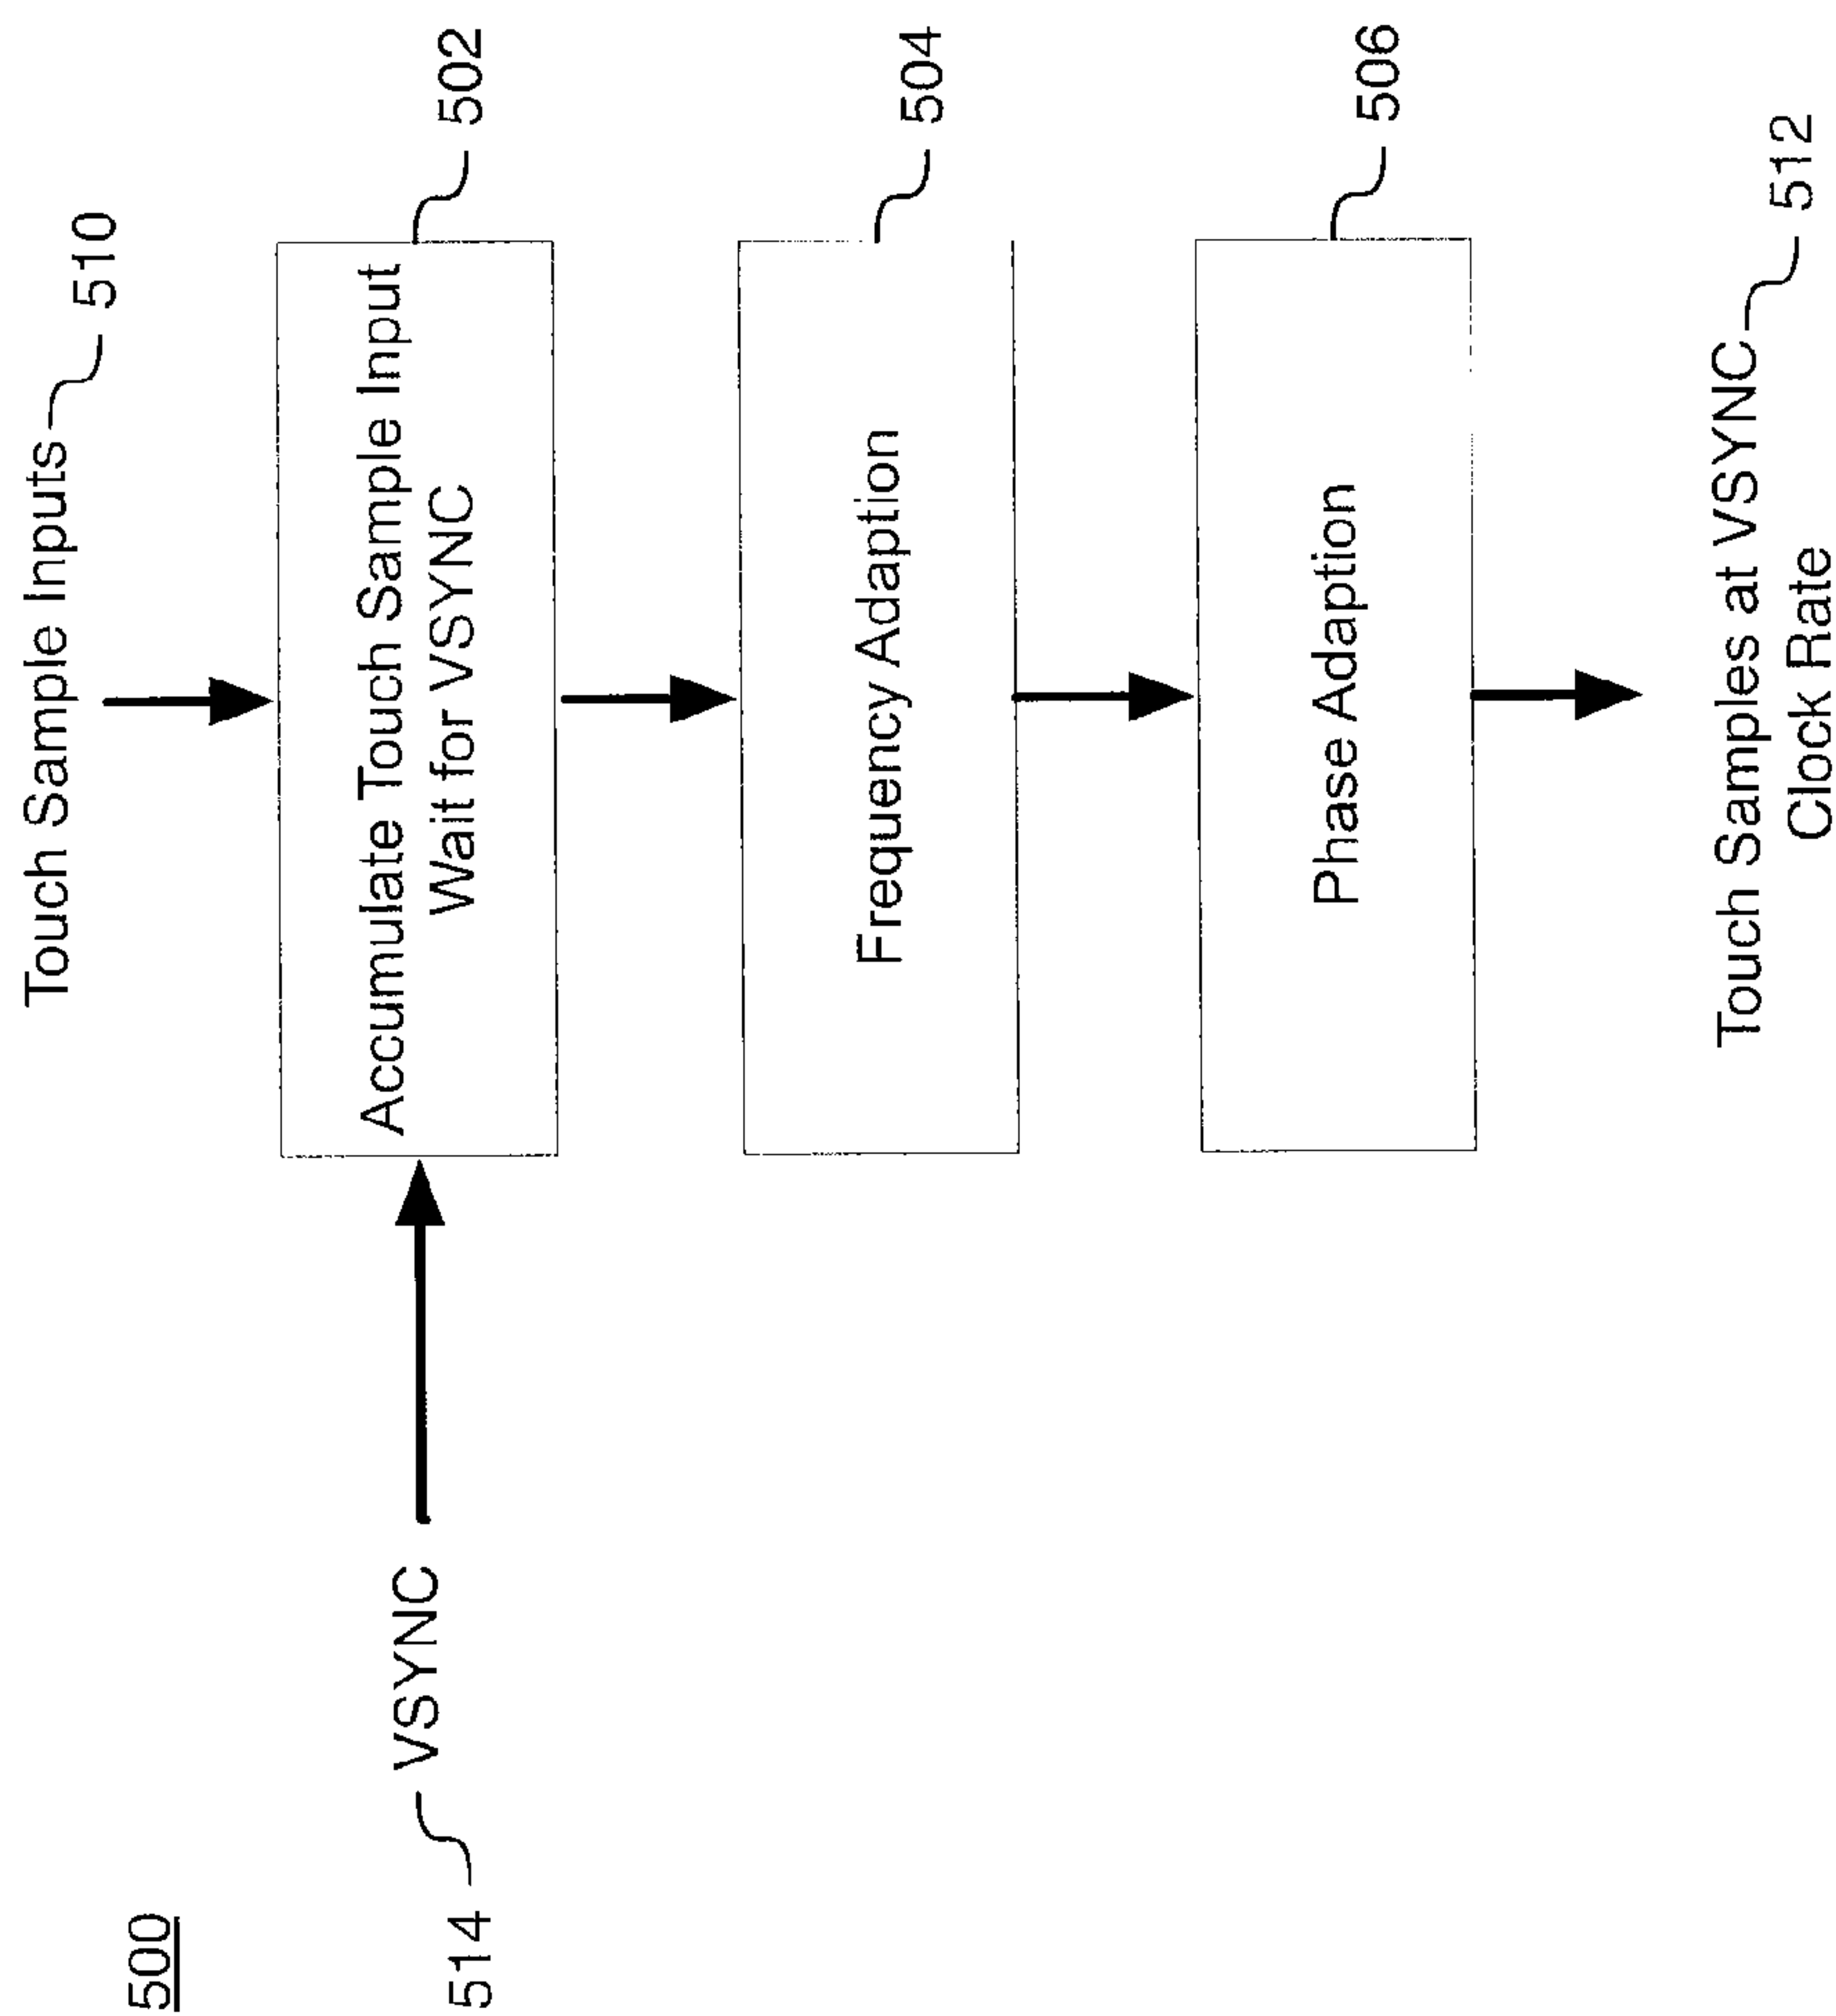 500
Touch Sample Inputs 510
514 VSYNC
Accumulate Touch Sample Input
Wait for VSYNC
502
Frequency Adaption
504
Phase Adaption
506
Touch Samples at VSYNC 512
Clock Rate